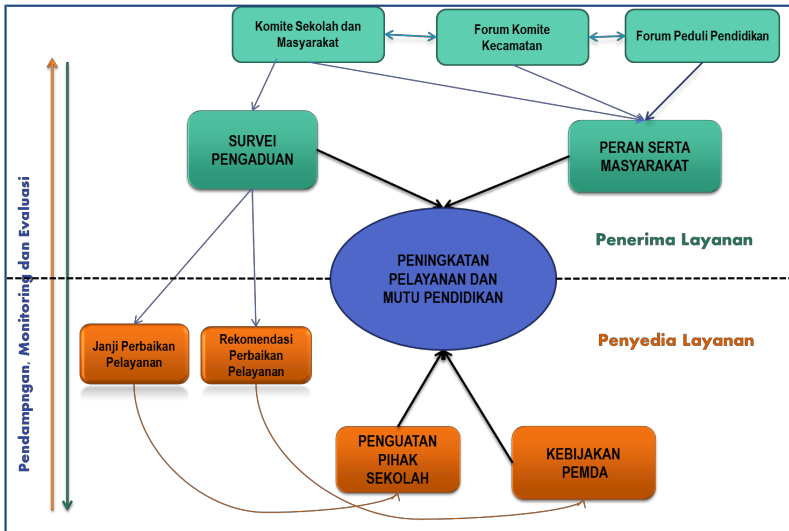 Komite Sekolah dan
Masyarakat
Forum Komite
Kecamatan
Forum Peduli Pendidikan
SURVEI
PENGADUAN
PERAN SERTA
MASYARAKAT
PENINGKATAN
PELAYANAN DAN
MUTU PENDIDIKAN
Penerima Layanan
Penyedia Layanan
Janji Perbaikan
Pelayanan
Rekomendasi
Perbaikan
Pelayanan
PENGUATAN
PIHAK
SEKOLAH
KEBIJAKAN
PEMDA
Pendampngan, Monitoring dan Evaluasi